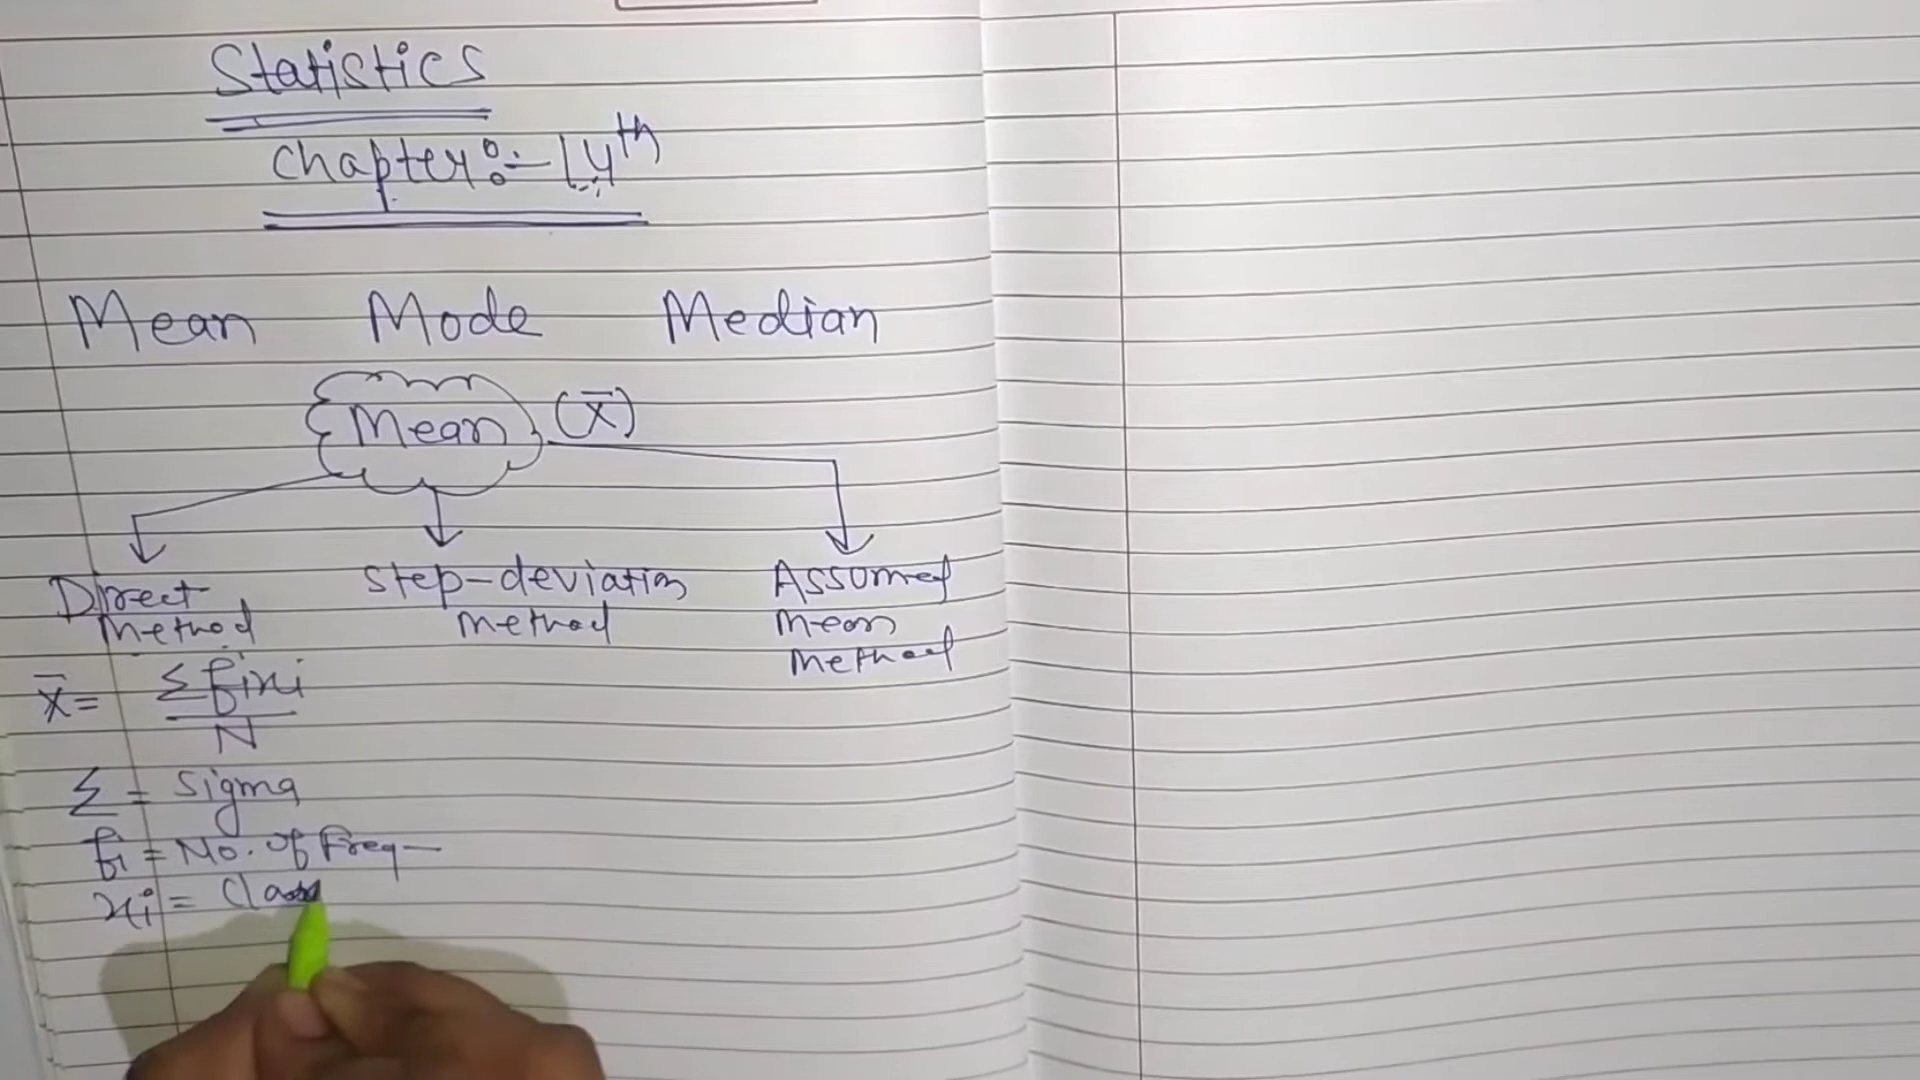 Statistics
Chapter:- 14th
Mean Mode Median
Mean (x̄)
Direct Method
Step-deviation Method
Assumed Mean Method
x̄ = Σfixi / N
Σ = Sigma
fi = No. of Freq-
xi = Class